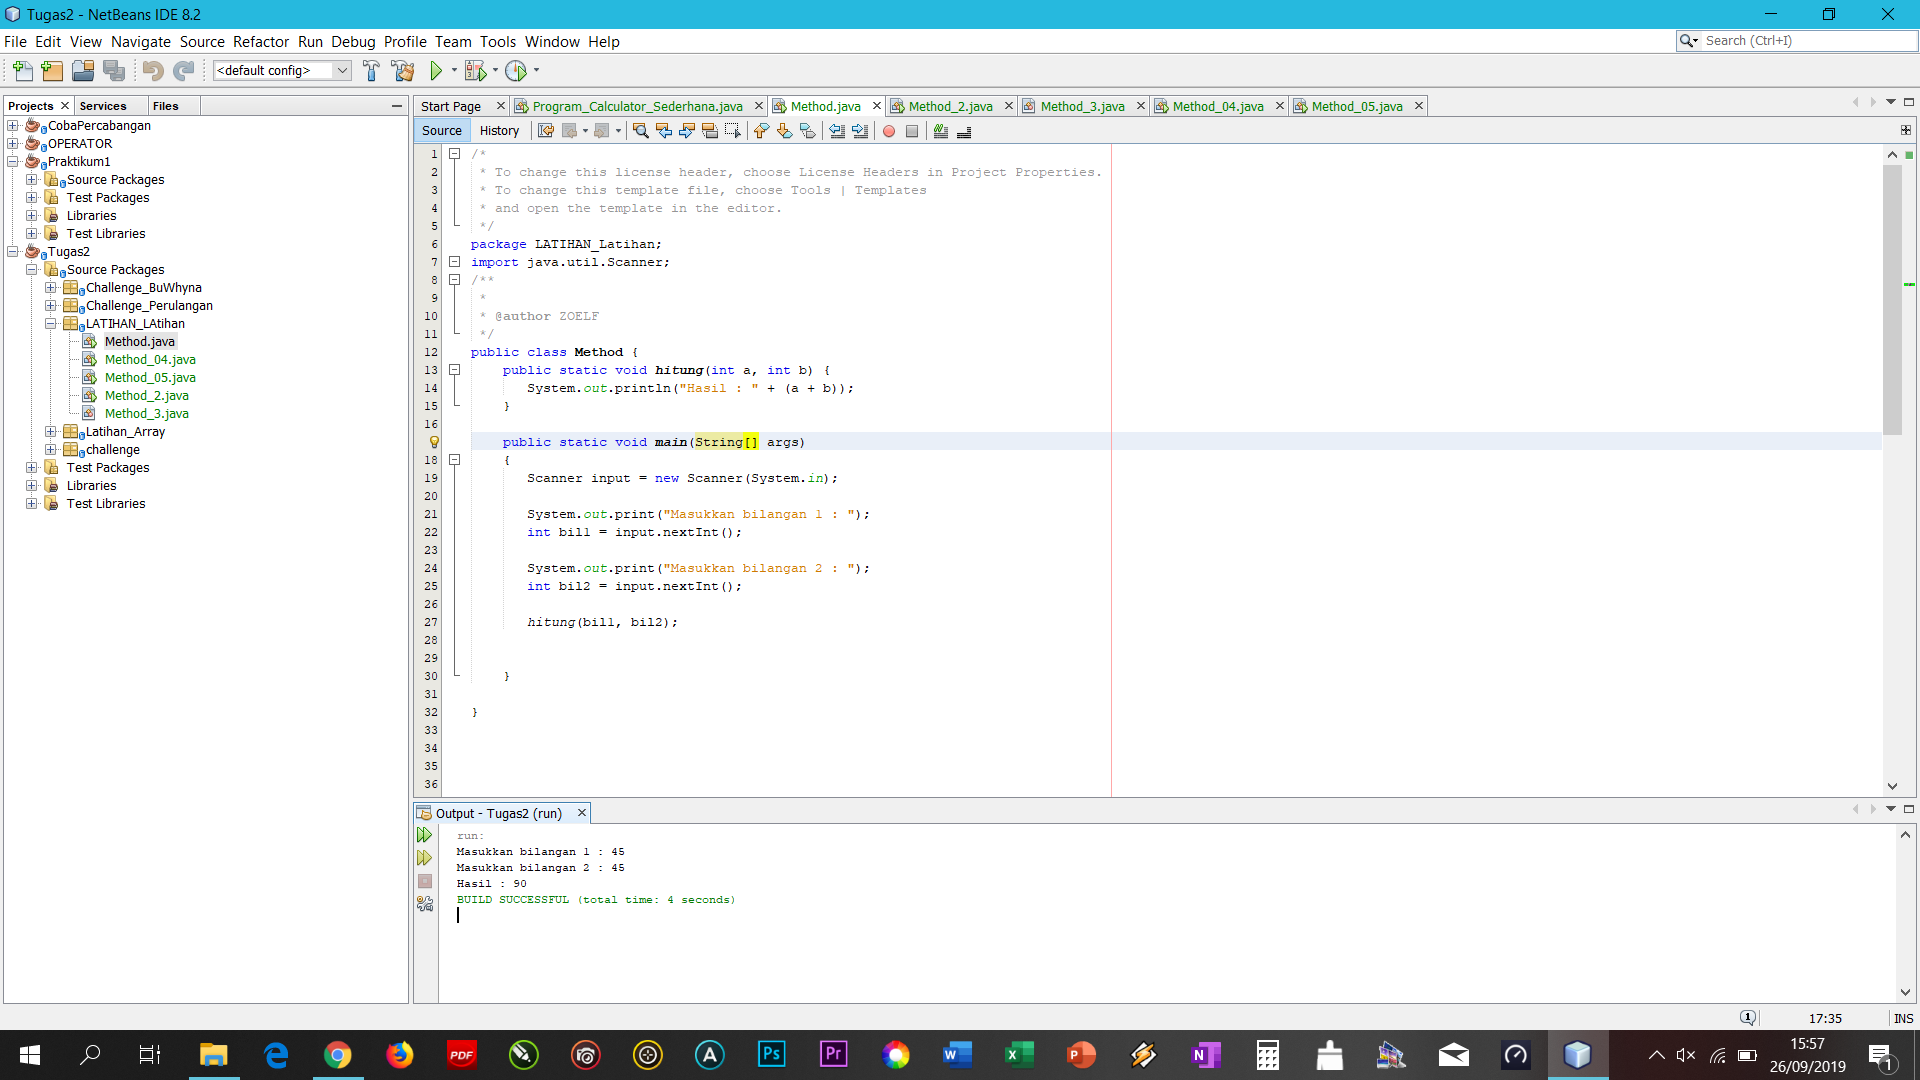 Tugas2 - NetBeans IDE 8.2
File Edit View Navigate Source Refactor Run Debug Profile Team Tools Window Help
Search (Ctrl+I)
<default config>
Projects Services Files
CobaPercabangan
OPERATOR
Praktikum1
Source Packages
Test Packages
Libraries
Test Libraries
Tugas2
Source Packages
Challenge_BuWhyna
Challenge_Perulangan
LATIHAN_LAtihan
Method.java
Method_04.java
Method_05.java
Method_2.java
Method_3.java
Latihan_Array
challenge
Test Packages
Libraries
Test Libraries
Start Page Program_Calculator_Sederhana.java Method.java Method_2.java Method_3.java Method_04.java Method_05.java
Source History
1 /*
2 * To change this license header, choose License Headers in Project Properties.
3 * To change this template file, choose Tools | Templates
4 * and open the template in the editor.
5 */
6 package LATIHAN_Latihan;
7 import java.util.Scanner;
8 /**
9 *
10 * @author ZOELF
11 */
12 public class Method {
13 public static void hitung(int a, int b) {
14 System.out.println("Hasil : " + (a + b));
15 }
16
public static void main(String[] args)
18 {
19 Scanner input = new Scanner(System.in);
20
21 System.out.print("Masukkan bilangan 1 : ");
22 int bil1 = input.nextInt();
23
24 System.out.print("Masukkan bilangan 2 : ");
25 int bil2 = input.nextInt();
26
27 hitung(bil1, bil2);
28
29
30 }
31
32 }
33
34
35
36
Output - Tugas2 (run)
run:
Masukkan bilangan 1 : 45
Masukkan bilangan 2 : 45
Hasil : 90
BUILD SUCCESSFUL (total time: 4 seconds)
1 17:35 INS
PDF A Ps Pr W X P N
15:57
26/09/2019
1